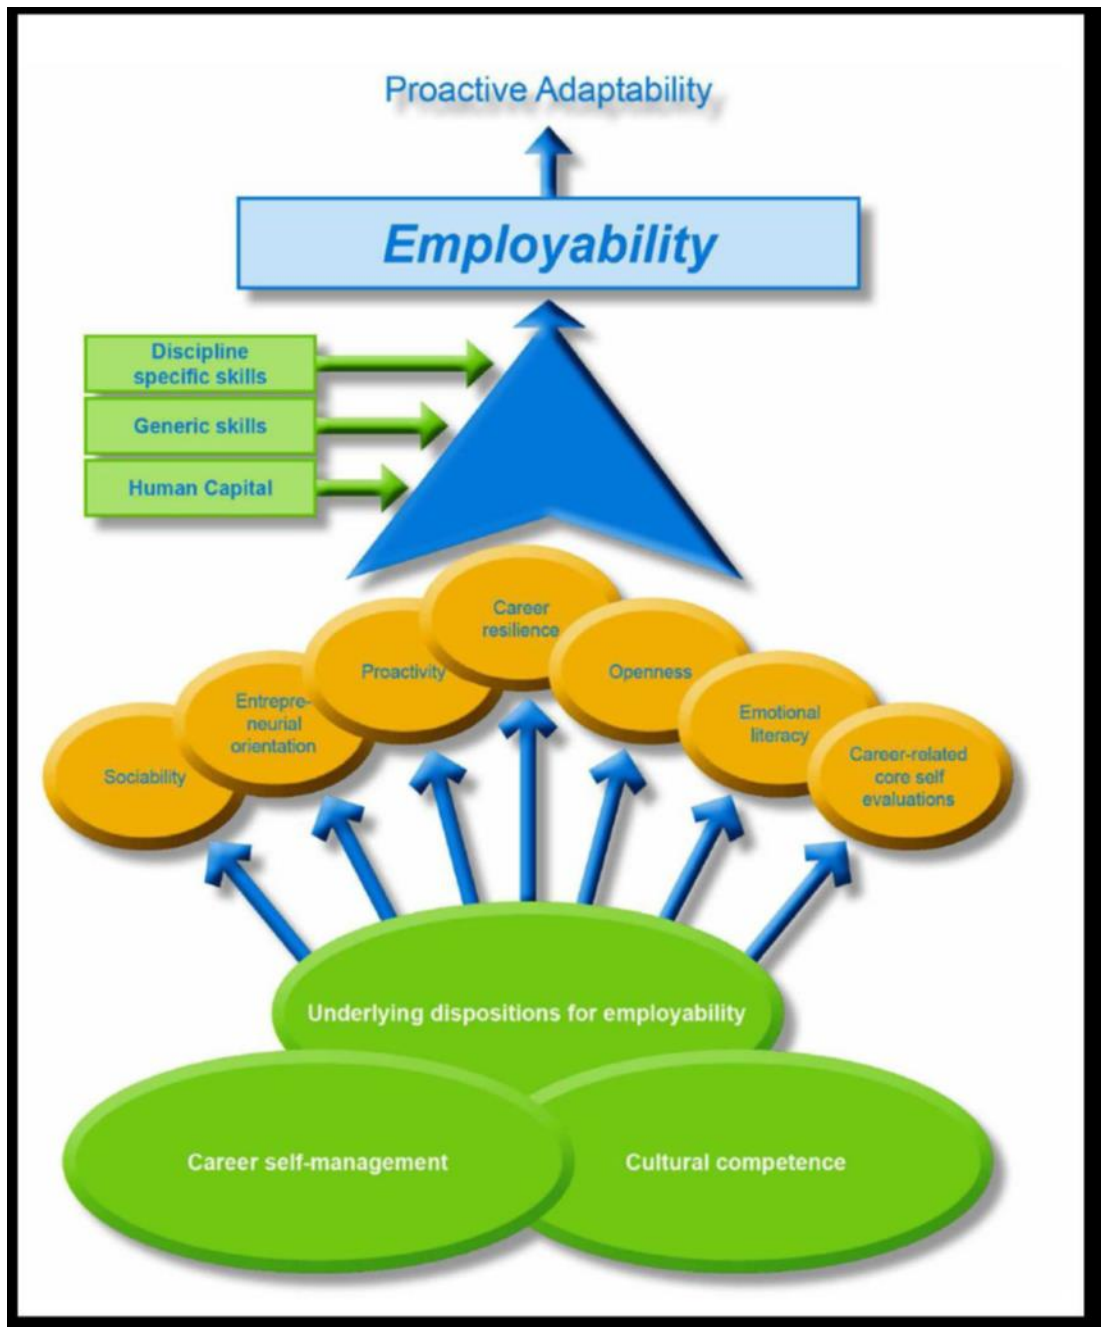 Proactive Adaptability
Employability
Discipline
specific skills
Generic skills
Human Capital
Career
resilience
Proactivity
Openness
Entrepre-
neurial
orientation
Emotional
literacy
Sociability
Career-related
core self
evaluations
Underlying dispositions for employability
Career self-management
Cultural competence